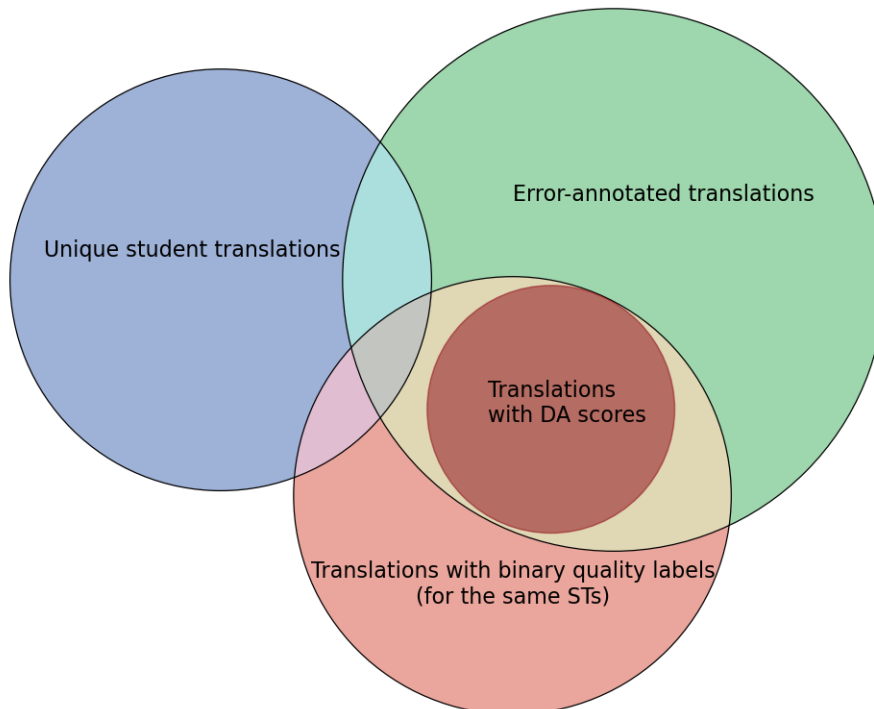 Error-annotated translations
Unique student translations
Translations
with DA scores
Translations with binary quality labels
(for the same STs)